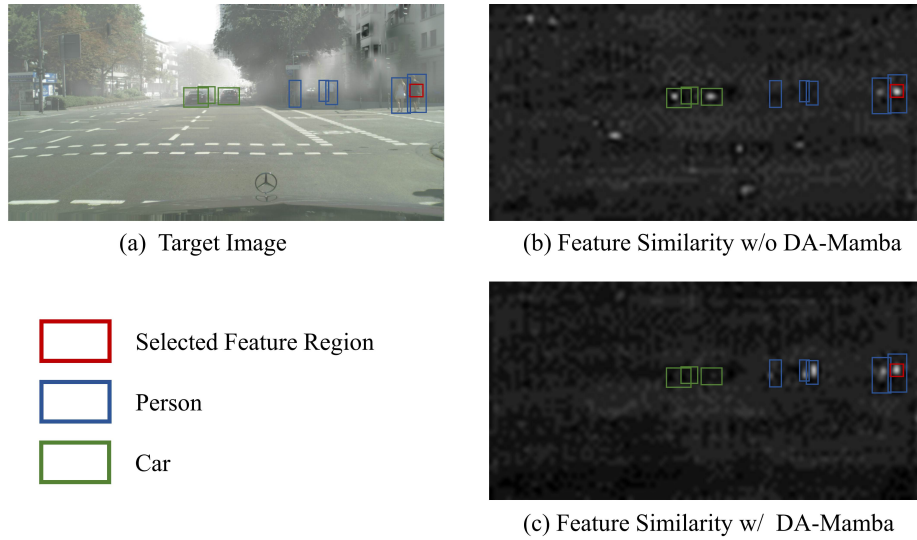 (a) Target Image
(b) Feature Similarity w/o DA-Mamba
Selected Feature Region
Person
Car
(c) Feature Similarity w/ DA-Mamba